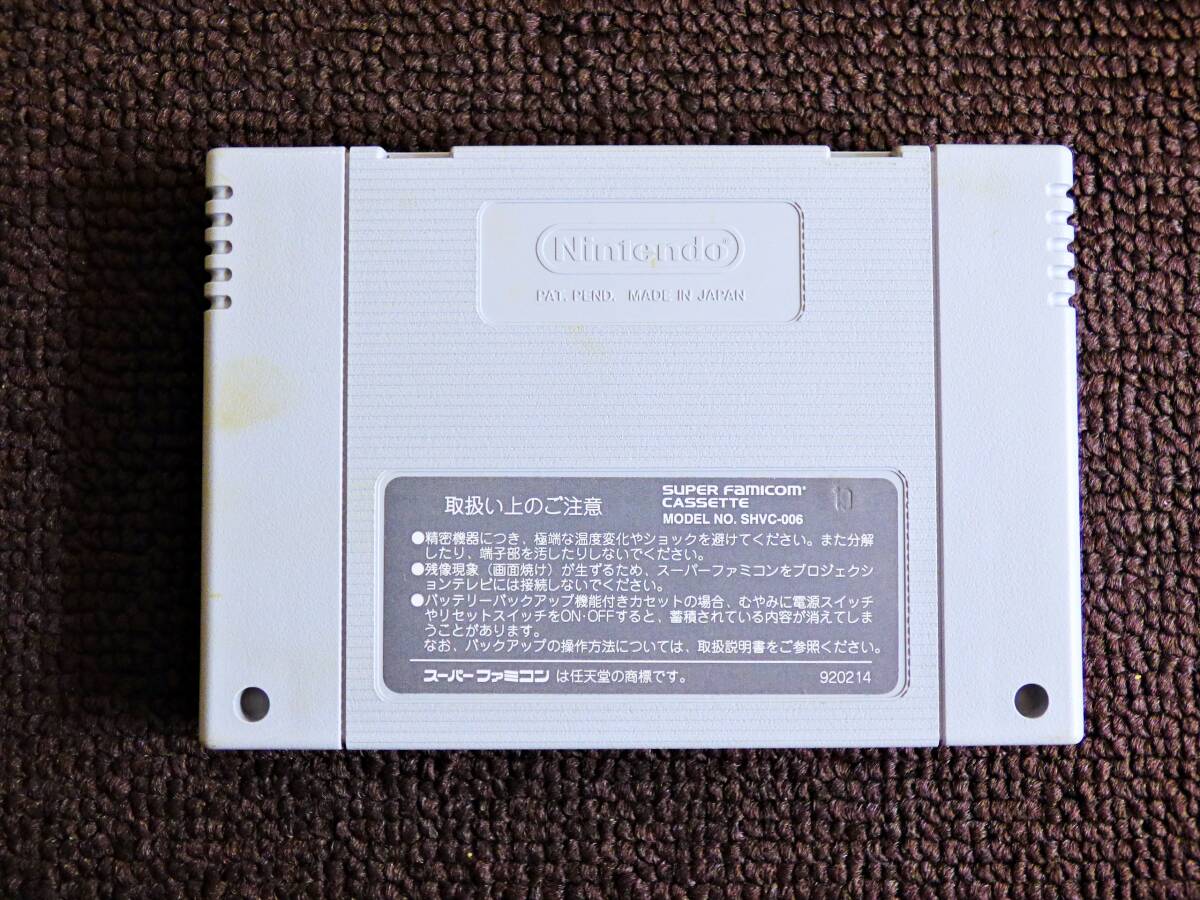 Nintendo®
PAT. PEND. MADE IN JAPAN
取扱い上のご注意
SUPER FAMICOM®
CASSETTE
MODEL NO. SHVC-006
19
●精密機器につき、極端な温度変化やショックを避けてください。また分解
したり、端子部を汚したりしないでください。
●残像現象（画面焼け）が生ずるため、スーパーファミコンをプロジェクシ
ョンテレビには接続しないでください。
●バッテリーバックアップ機能付きカセットの場合、むやみに電源スイッチ
やリセットスイッチをON・OFFすると、蓄積されている内容が消えてしま
うことがあります。
なお、バックアップの操作方法については、取扱説明書をご参照ください。
スーパーファミコン は任天堂の商標です。
920214